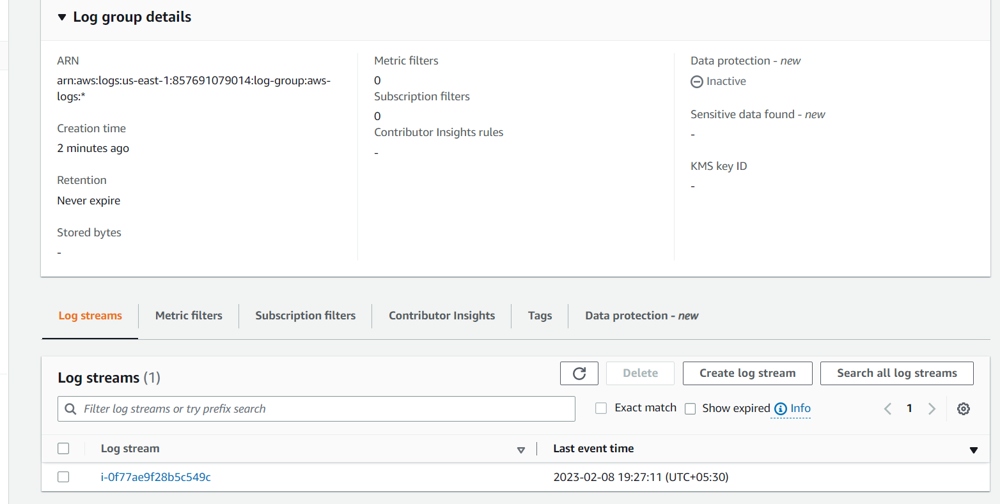 Log group details
ARN
arn:aws:logs:us-east-1:857691079014:log-group:aws-
logs:*
Creation time
2 minutes ago
Retention
Never expire
Stored bytes
-
Metric filters
0
Subscription filters
0
Contributor Insights rules
-
Data protection - new
Inactive
Sensitive data found - new
-
KMS key ID
-
Log streams Metric filters Subscription filters Contributor Insights Tags Data protection - new
Log streams (1) Delete Create log stream Search all log streams
Filter log streams or try prefix search Exact match Show expired Info 1
Log stream Last event time
i-0f77ae9f28b5c549c 2023-02-08 19:27:11 (UTC+05:30)